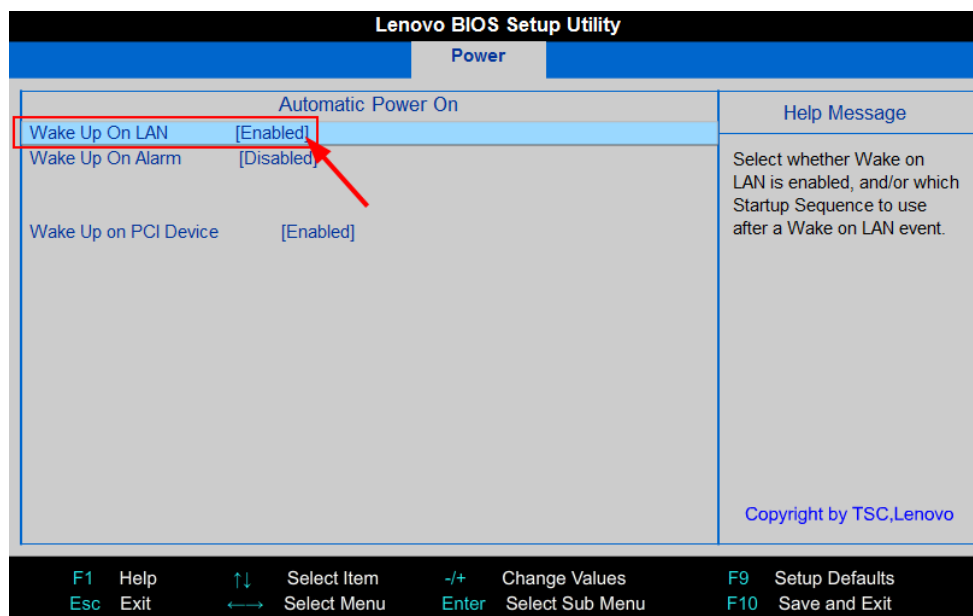 Lenovo BIOS Setup Utility
Power
Automatic Power On
Wake Up On LAN [Enabled]
Wake Up On Alarm [Disabled]
Wake Up on PCI Device [Enabled]
Help Message
Select whether Wake on
LAN is enabled, and/or which
Startup Sequence to use
after a Wake on LAN event.
Copyright by TSC,Lenovo
F1 Help ↑↓ Select Item -/+ Change Values F9 Setup Defaults
Esc Exit ←→ Select Menu Enter Select Sub Menu F10 Save and Exit